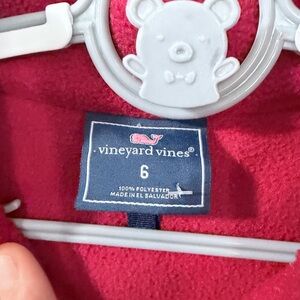 vineyard vines®
6
100% POLYESTER
MADE IN EL SALVADOR